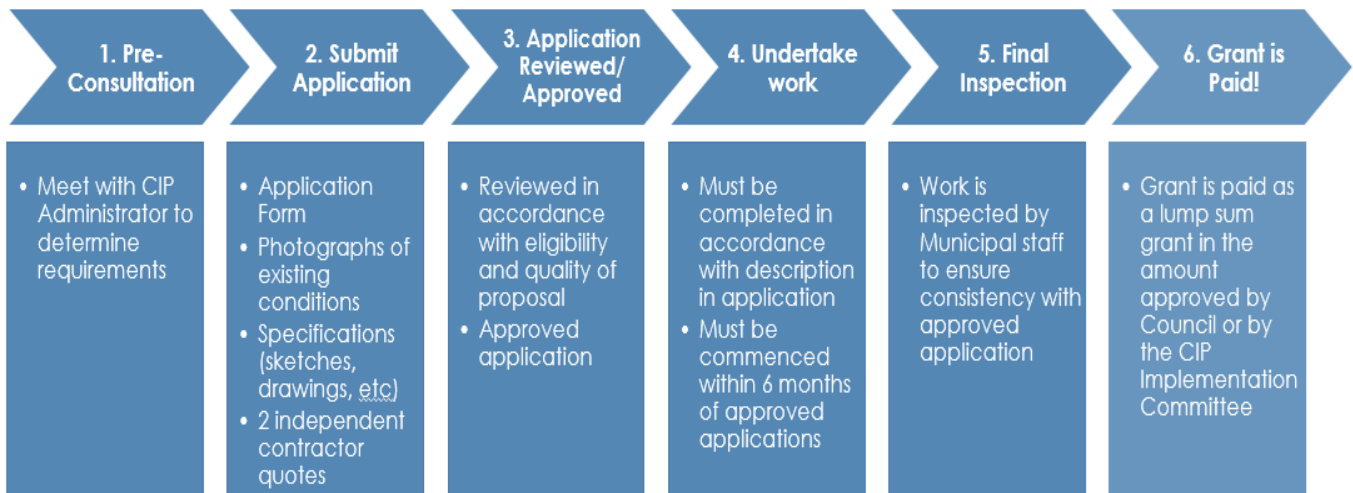 1. Pre-
Consultation
2. Submit
Application
3. Application
Reviewed/
Approved
4. Undertake
work
5. Final
Inspection
6. Grant is
Paid!
• Meet with CIP
Administrator to
determine
requirements
• Application
Form
• Photographs of
existing
conditions
• Specifications
(sketches,
drawings, etc)
• 2 independent
contractor
quotes
• Reviewed in
accordance
with eligibility
and quality of
proposal
• Approved
application
• Must be
completed in
accordance
with description
in application
• Must be
commenced
within 6 months
of approved
applications
• Work is
inspected by
Municipal staff
to ensure
consistency with
approved
application
• Grant is paid as
a lump sum
grant in the
amount
approved by
Council or by
the CIP
Implementation
Committee